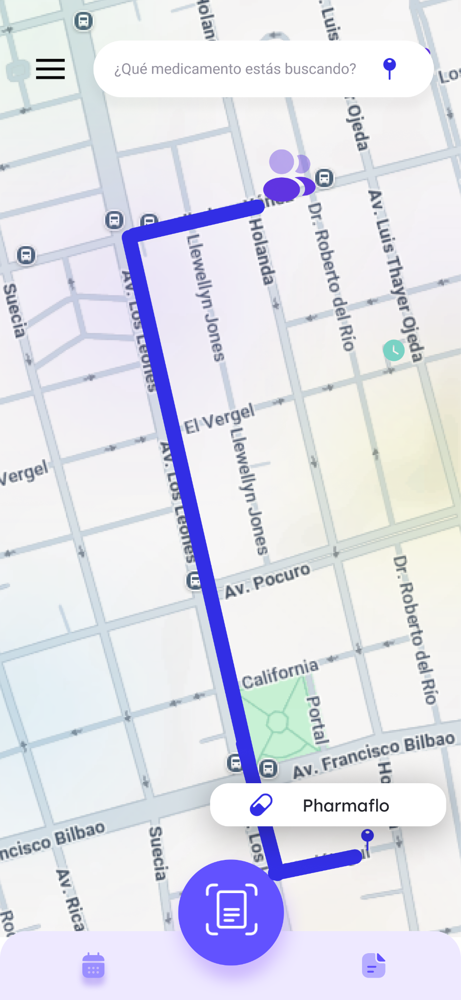 ¿Qué medicamento estás buscando?
Ojeda
Av. Luis Thayer Ojeda
Dr. Roberto del Río
Holanda
Llewellyn Jones
Av. Los Leones
Suecia
El Vergel
Llewellyn Jones
Av. Los Leones
Vergel
Av. Pocuro
Dr. Roberto del Río
California
Portal
Av. Francisco Bilbao
Pharmaflo
ncisco Bilbao
Suecia
Av. Rica